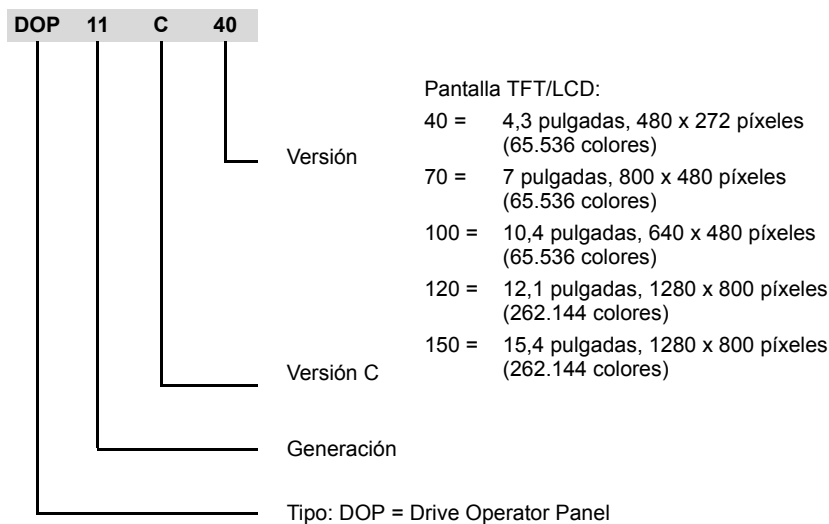 DOP 11 C 40
Pantalla TFT/LCD:
40 = 4,3 pulgadas, 480 x 272 píxeles
(65.536 colores)
Versión
70 = 7 pulgadas, 800 x 480 píxeles
(65.536 colores)
100 = 10,4 pulgadas, 640 x 480 píxeles
(65.536 colores)
120 = 12,1 pulgadas, 1280 x 800 píxeles
(262.144 colores)
150 = 15,4 pulgadas, 1280 x 800 píxeles
(262.144 colores)
Versión C
Generación
Tipo: DOP = Drive Operator Panel